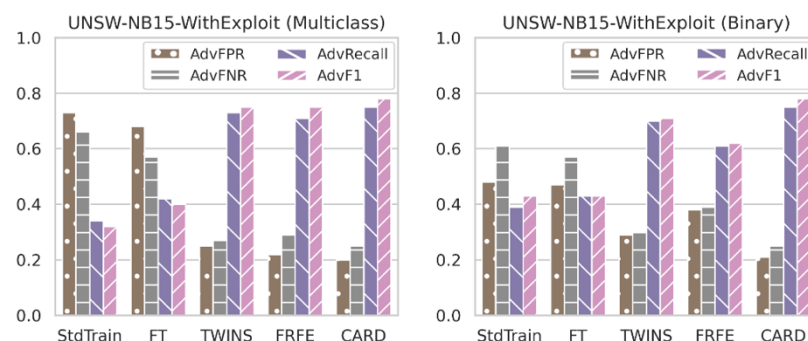 UNSW-NB15-WithExploit (Multiclass)
1.0
0.8
0.6
0.4
0.2
0.0
AdvFPR
AdvRecall
AdvFNR
AdvF1
StdTrain FT TWINS FRFE CARD
UNSW-NB15-WithExploit (Binary)
1.0
0.8
0.6
0.4
0.2
0.0
AdvFPR
AdvRecall
AdvFNR
AdvF1
StdTrain FT TWINS FRFE CARD